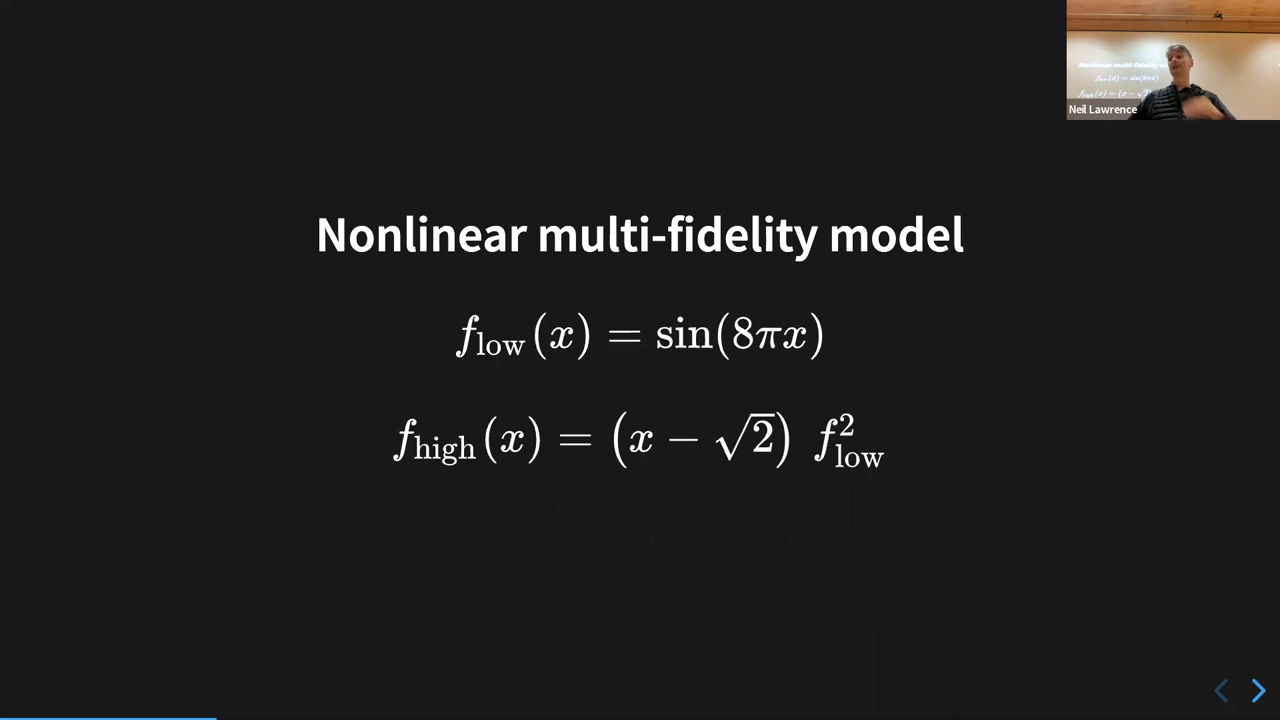 Nonlinear multi-fidelity model
f_low(x) = sin(8πx)
f_high(x) = (x − √2) f²_low
Neil Lawrence